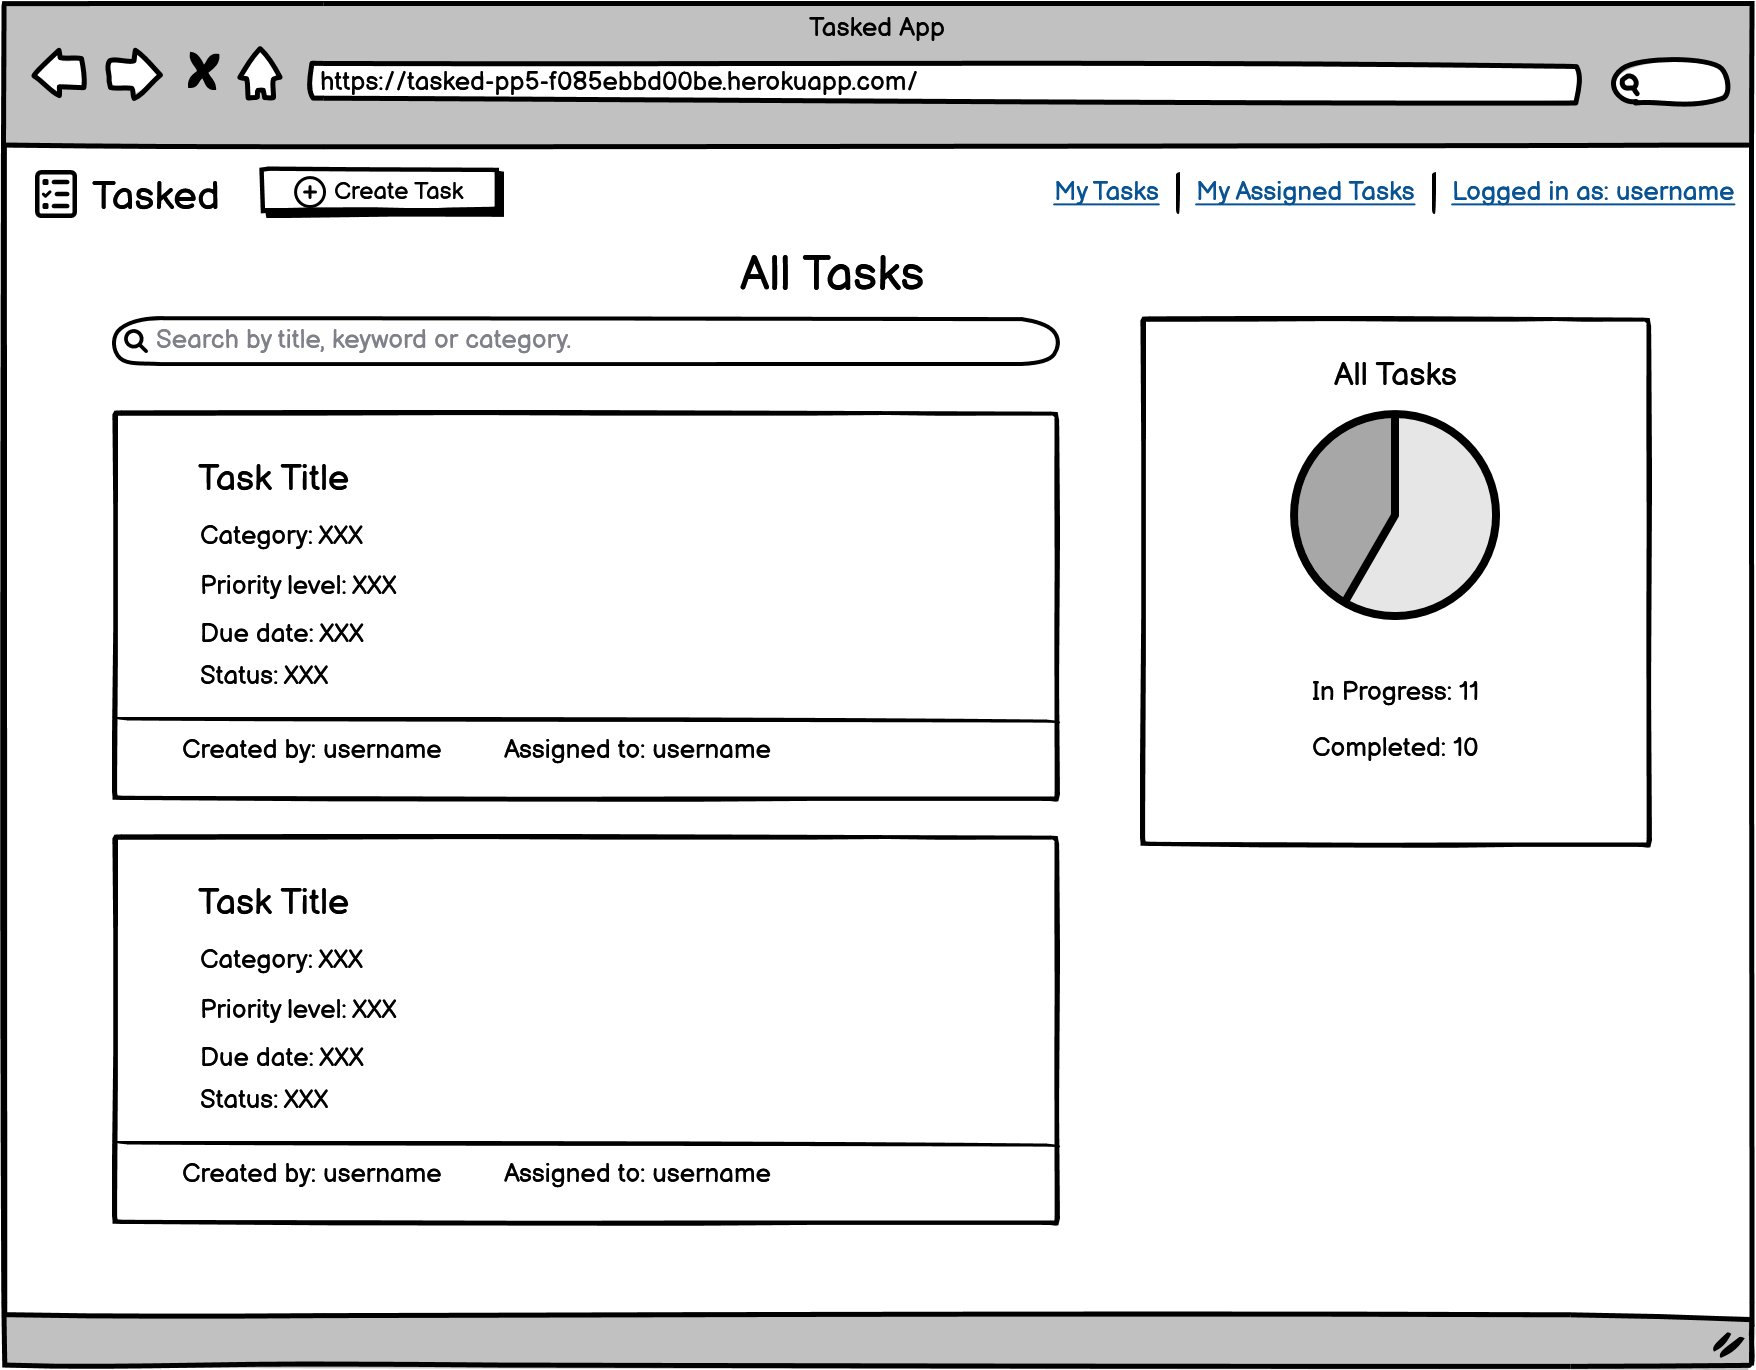 Tasked App
https://tasked-pp5-f085ebbd00be.herokuapp.com/
Tasked
Create Task
My Tasks
My Assigned Tasks
Logged in as: username
All Tasks
Search by title, keyword or category.
Task Title
Category: XXX
Priority level: XXX
Due date: XXX
Status: XXX
Created by: username
Assigned to: username
Task Title
Category: XXX
Priority level: XXX
Due date: XXX
Status: XXX
Created by: username
Assigned to: username
All Tasks
In Progress: 11
Completed: 10